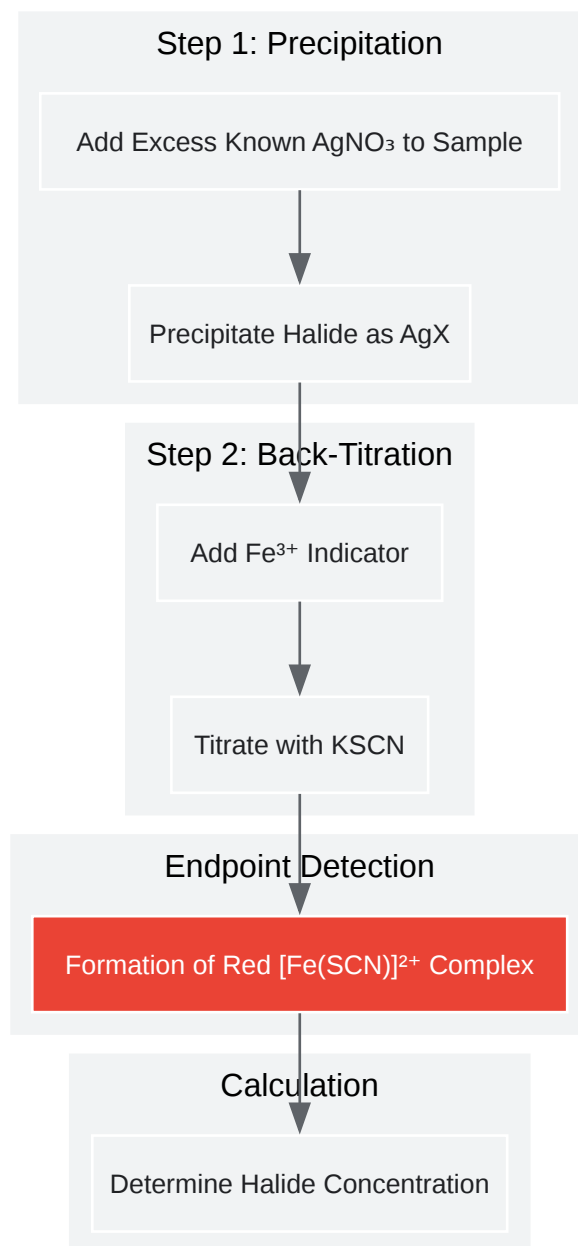 Step 1: Precipitation
Add Excess Known AgNO₃ to Sample
Precipitate Halide as AgX
Step 2: Back-Titration
Add Fe³⁺ Indicator
Titrate with KSCN
Endpoint Detection
Formation of Red [Fe(SCN)]²⁺ Complex
Calculation
Determine Halide Concentration